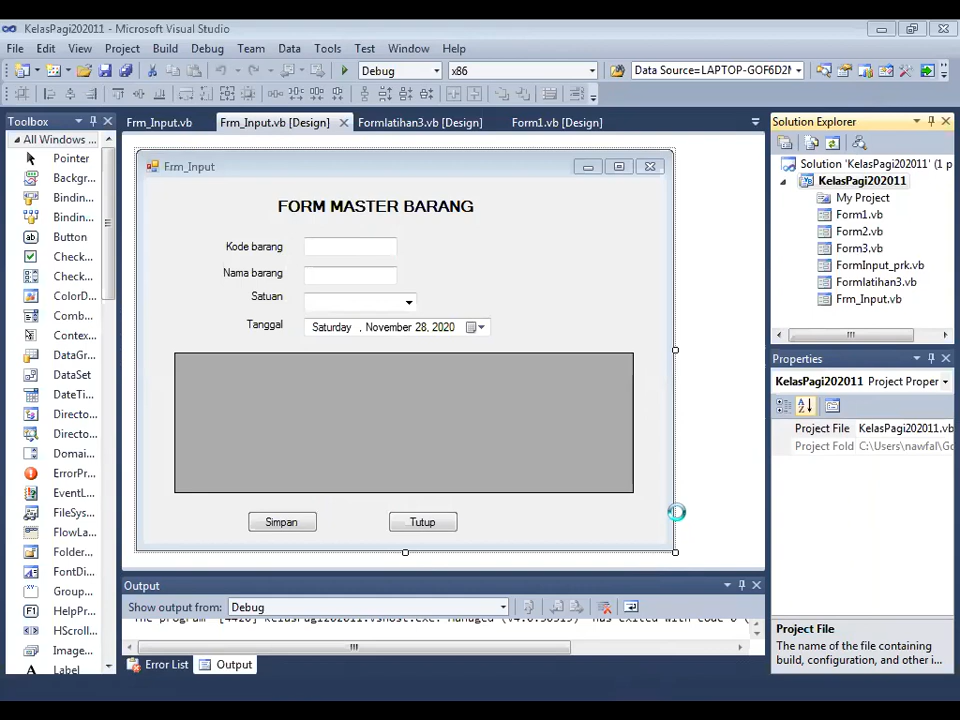 KelasPagi202011 - Microsoft Visual Studio
File Edit View Project Build Debug Team Data Tools Test Window Help
Debug x86 Data Source=LAPTOP-GOF6D2N
Toolbox
All Windows ...
Pointer
Backgr...
Bindin...
Bindin...
Button
Check...
Check...
ColorD...
Comb...
Contex...
DataGr...
DataSet
DateTi...
Directo...
Directo...
Domai...
ErrorPr...
EventL...
FileSys...
FlowLa...
Folder...
FontDi...
Group...
HelpPr...
HScroll...
Image...
Label
Frm_Input.vb Frm_Input.vb [Design] Formlatihan3.vb [Design] Form1.vb [Design]
Frm_Input
FORM MASTER BARANG
Kode barang
Nama barang
Satuan
Tanggal Saturday , November 28, 2020
Simpan Tutup
Output
Show output from: Debug
Error List Output
Solution Explorer
Solution 'KelasPagi202011' (1 p
KelasPagi202011
My Project
Form1.vb
Form2.vb
Form3.vb
FormInput_prk.vb
Formlatihan3.vb
Frm_Input.vb
Properties
KelasPagi202011 Project Proper
Project File KelasPagi202011.vb
Project Fold C:\Users\nawfal\Go
Project File
The name of the file containing
build, configuration, and other i...